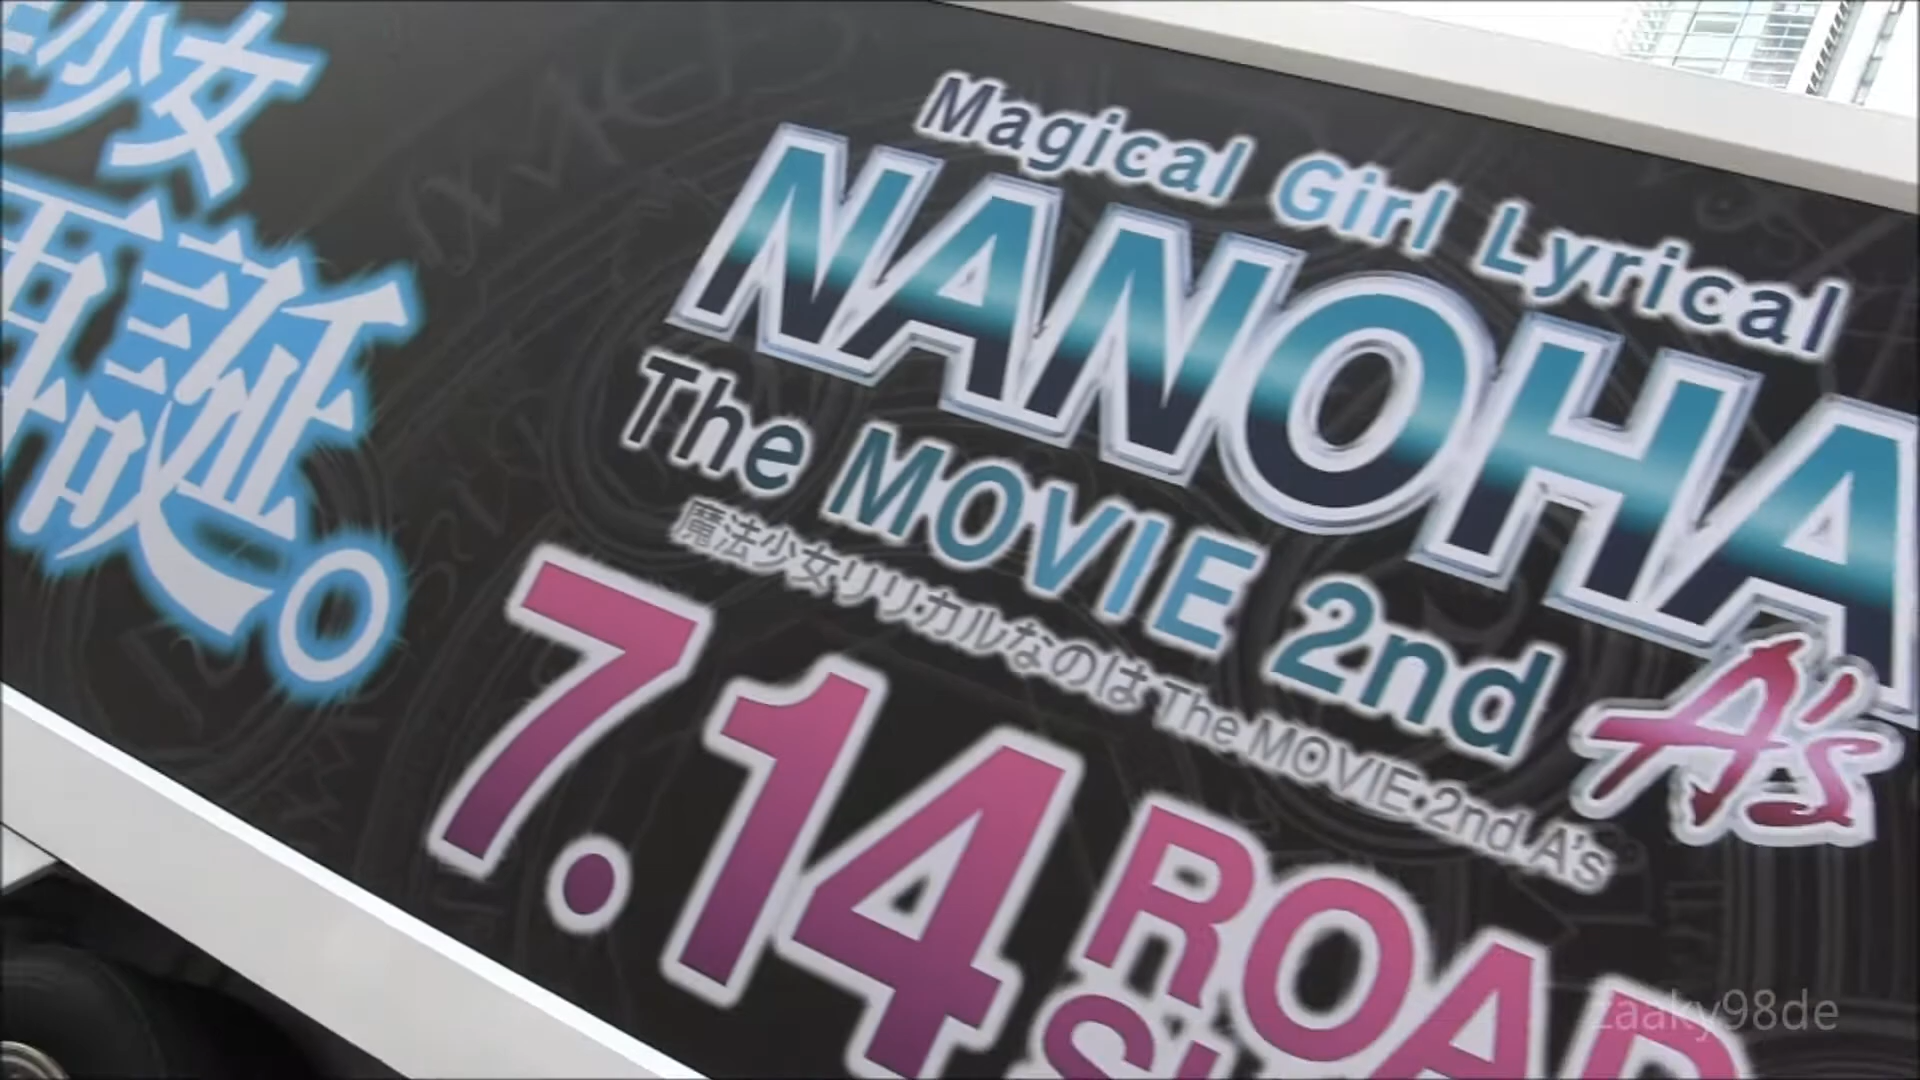 少女
再誕。
Magical Girl Lyrical
NANOHA
The MOVIE 2nd A's
魔法少女リリカルなのは The MOVIE 2nd A's
7.14 ROAD
zaaky98de